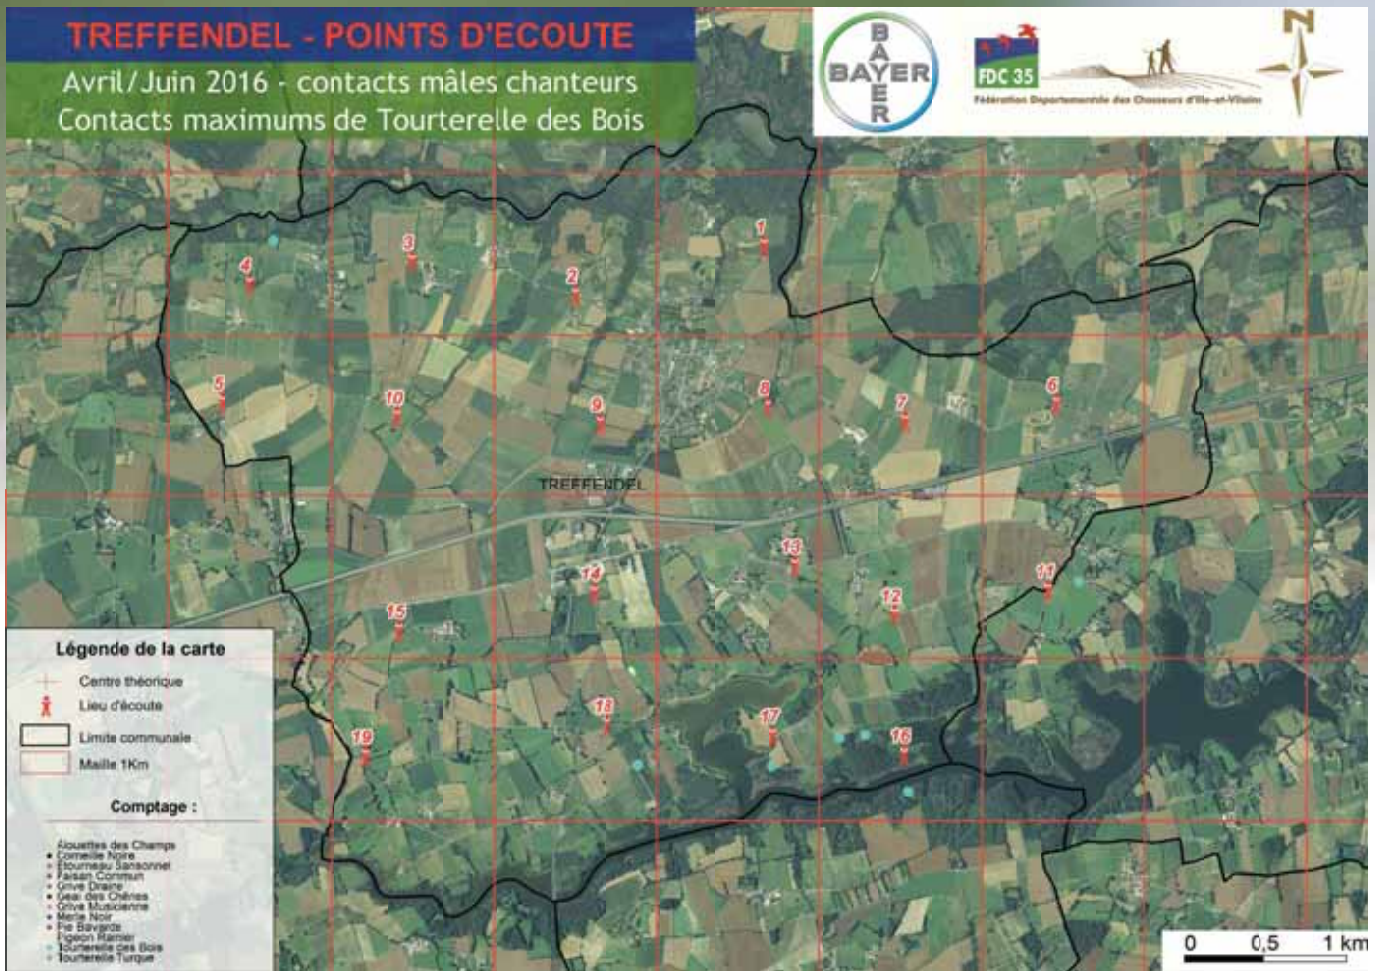 TREFFENDEL - POINTS D'ECOUTE
Avril/Juin 2016 - contacts mâles chanteurs
Contacts maximums de Tourterelle des Bois
BAYER
BAYER
FDC 35
Fédération Départementale des Chasseurs d'Ille-et-Vilaine
N
1
3
4
2
5
10
9
8
7
6
TREFFENDEL
13
14
11
12
15
18
17
16
19
Légende de la carte
Centre théorique
Lieu d'écoute
Limite communale
Maille 1Km
Comptage :
Alouettes des Champs
Corneille Noire
Etourneau Sansonnet
Faisan Commun
Grive Draine
Geai des Chênes
Grive Musicienne
Merle Noir
Pie Bavarde
Pigeon Ramier
Tourterelle des Bois
Tourterelle Turque
0 0,5 1 km